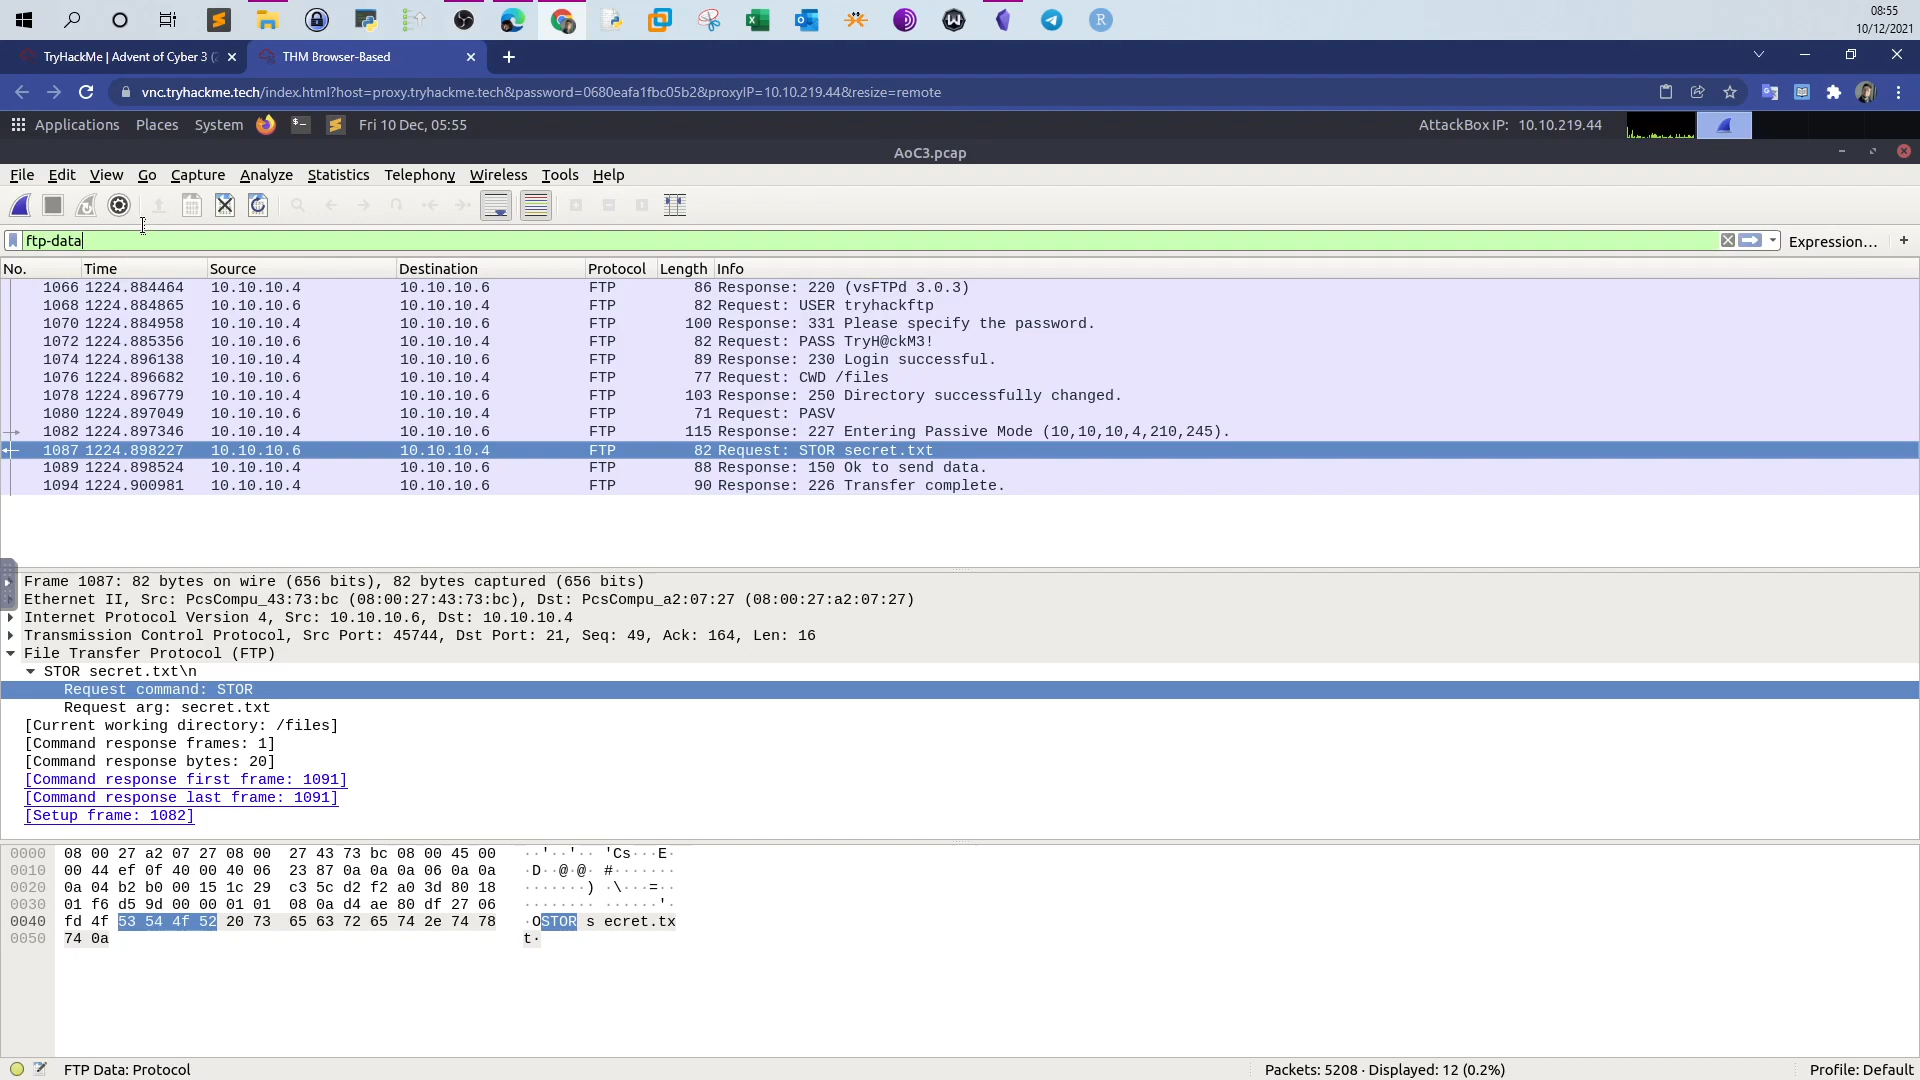 08:55
10/12/2021
TryHackMe | Advent of Cyber 3 (2
THM Browser-Based
vnc.tryhackme.tech/index.html?host=proxy.tryhackme.tech&password=0680eafa1fbc05b2&proxyIP=10.10.219.44&resize=remote
Applications Places System Fri 10 Dec, 05:55 AttackBox IP: 10.10.219.44
AoC3.pcap
File Edit View Go Capture Analyze Statistics Telephony Wireless Tools Help
ftp-data Expression… +
No. Time Source Destination Protocol Length Info
1066 1224.884464 10.10.10.4 10.10.10.6 FTP 86 Response: 220 (vsFTPd 3.0.3)
1068 1224.884865 10.10.10.6 10.10.10.4 FTP 82 Request: USER tryhackftp
1070 1224.884958 10.10.10.4 10.10.10.6 FTP 100 Response: 331 Please specify the password.
1072 1224.885356 10.10.10.6 10.10.10.4 FTP 82 Request: PASS TryH@ckM3!
1074 1224.896138 10.10.10.4 10.10.10.6 FTP 89 Response: 230 Login successful.
1076 1224.896682 10.10.10.6 10.10.10.4 FTP 77 Request: CWD /files
1078 1224.896779 10.10.10.4 10.10.10.6 FTP 103 Response: 250 Directory successfully changed.
1080 1224.897049 10.10.10.6 10.10.10.4 FTP 71 Request: PASV
1082 1224.897346 10.10.10.4 10.10.10.6 FTP 115 Response: 227 Entering Passive Mode (10,10,10,4,210,245).
1087 1224.898227 10.10.10.6 10.10.10.4 FTP 82 Request: STOR secret.txt
1089 1224.898524 10.10.10.4 10.10.10.6 FTP 88 Response: 150 Ok to send data.
1094 1224.900981 10.10.10.4 10.10.10.6 FTP 90 Response: 226 Transfer complete.
Frame 1087: 82 bytes on wire (656 bits), 82 bytes captured (656 bits)
Ethernet II, Src: PcsCompu_43:73:bc (08:00:27:43:73:bc), Dst: PcsCompu_a2:07:27 (08:00:27:a2:07:27)
Internet Protocol Version 4, Src: 10.10.10.6, Dst: 10.10.10.4
Transmission Control Protocol, Src Port: 45744, Dst Port: 21, Seq: 49, Ack: 164, Len: 16
File Transfer Protocol (FTP)
STOR secret.txt\n
Request command: STOR
Request arg: secret.txt
[Current working directory: /files]
[Command response frames: 1]
[Command response bytes: 20]
[Command response first frame: 1091]
[Command response last frame: 1091]
[Setup frame: 1082]
0000 08 00 27 a2 07 27 08 00 27 43 73 bc 08 00 45 00 ··'··'·· 'Cs···E·
0010 00 44 ef 0f 40 00 40 06 23 87 0a 0a 0a 06 0a 0a ·D··@·@· #·······
0020 0a 04 b2 b0 00 15 1c 29 c3 5c d2 f2 a0 3d 80 18 ·······) ·\···=··
0030 01 f6 d5 9d 00 00 01 01 08 0a d4 ae 80 df 27 06 ········ ······'·
0040 fd 4f 53 54 4f 52 20 73 65 63 72 65 74 2e 74 78 ·OSTOR s ecret.tx
0050 74 0a t·
FTP Data: Protocol Packets: 5208 · Displayed: 12 (0.2%) Profile: Default